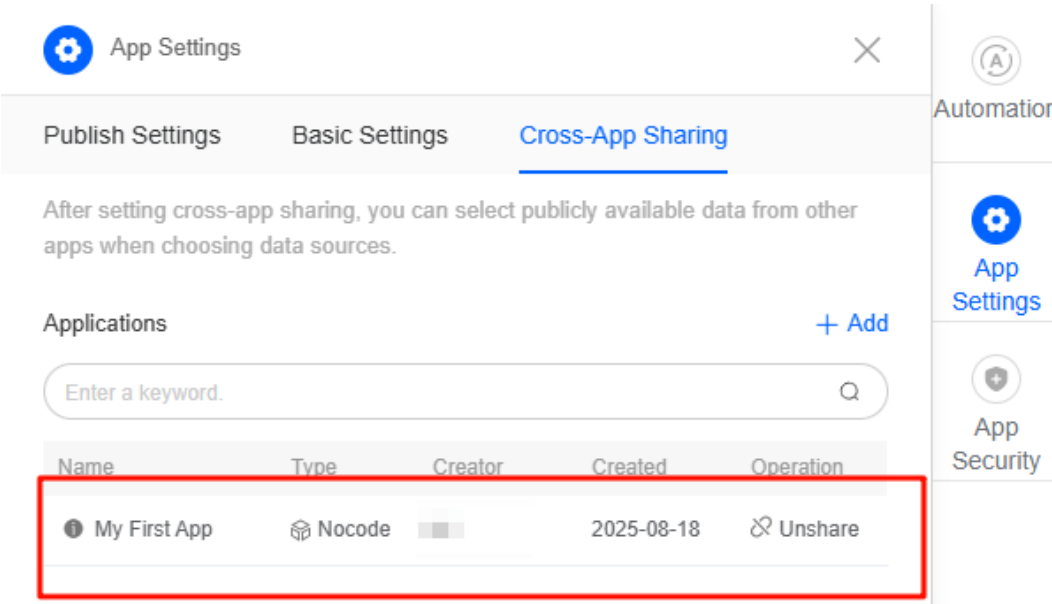 App Settings
Publish Settings Basic Settings Cross-App Sharing
After setting cross-app sharing, you can select publicly available data from other
apps when choosing data sources.
Applications + Add
Enter a keyword.
Name Type Creator Created Operation
My First App Nocode 2025-08-18 Unshare
A
Automation
App
Settings
App
Security